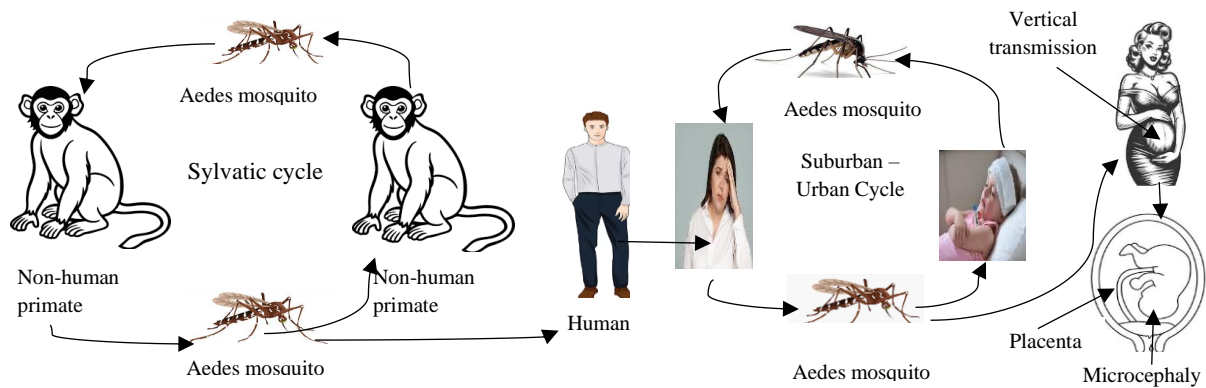 Vertical
transmission
Aedes mosquito
Aedes mosquito
Sylvatic cycle
Suburban –
Urban Cycle
Non-human
primate
Non-human
primate
Human
Placenta
Aedes mosquito
Aedes mosquito
Microcephaly